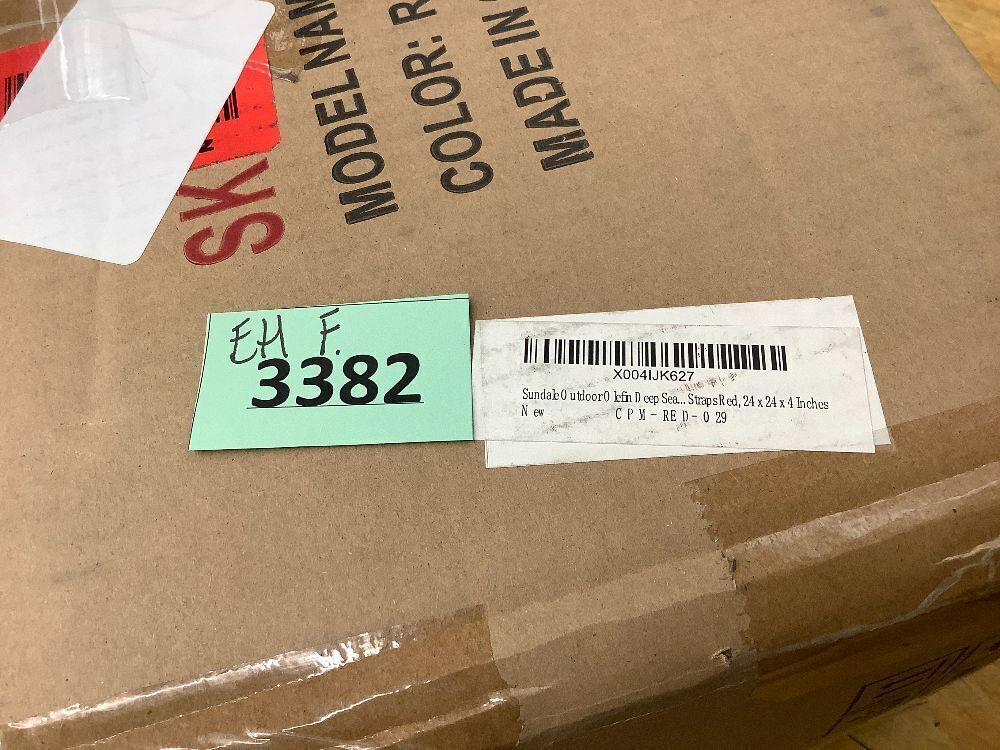 SK
MODEL NAM
COLOR: R
MADE IN
EH F.
3382
X004IJK627
Sundale Outdoor Olefin Deep Sea... Straps Red, 24 x 24 x 4 Inches
New CPM-RED-029